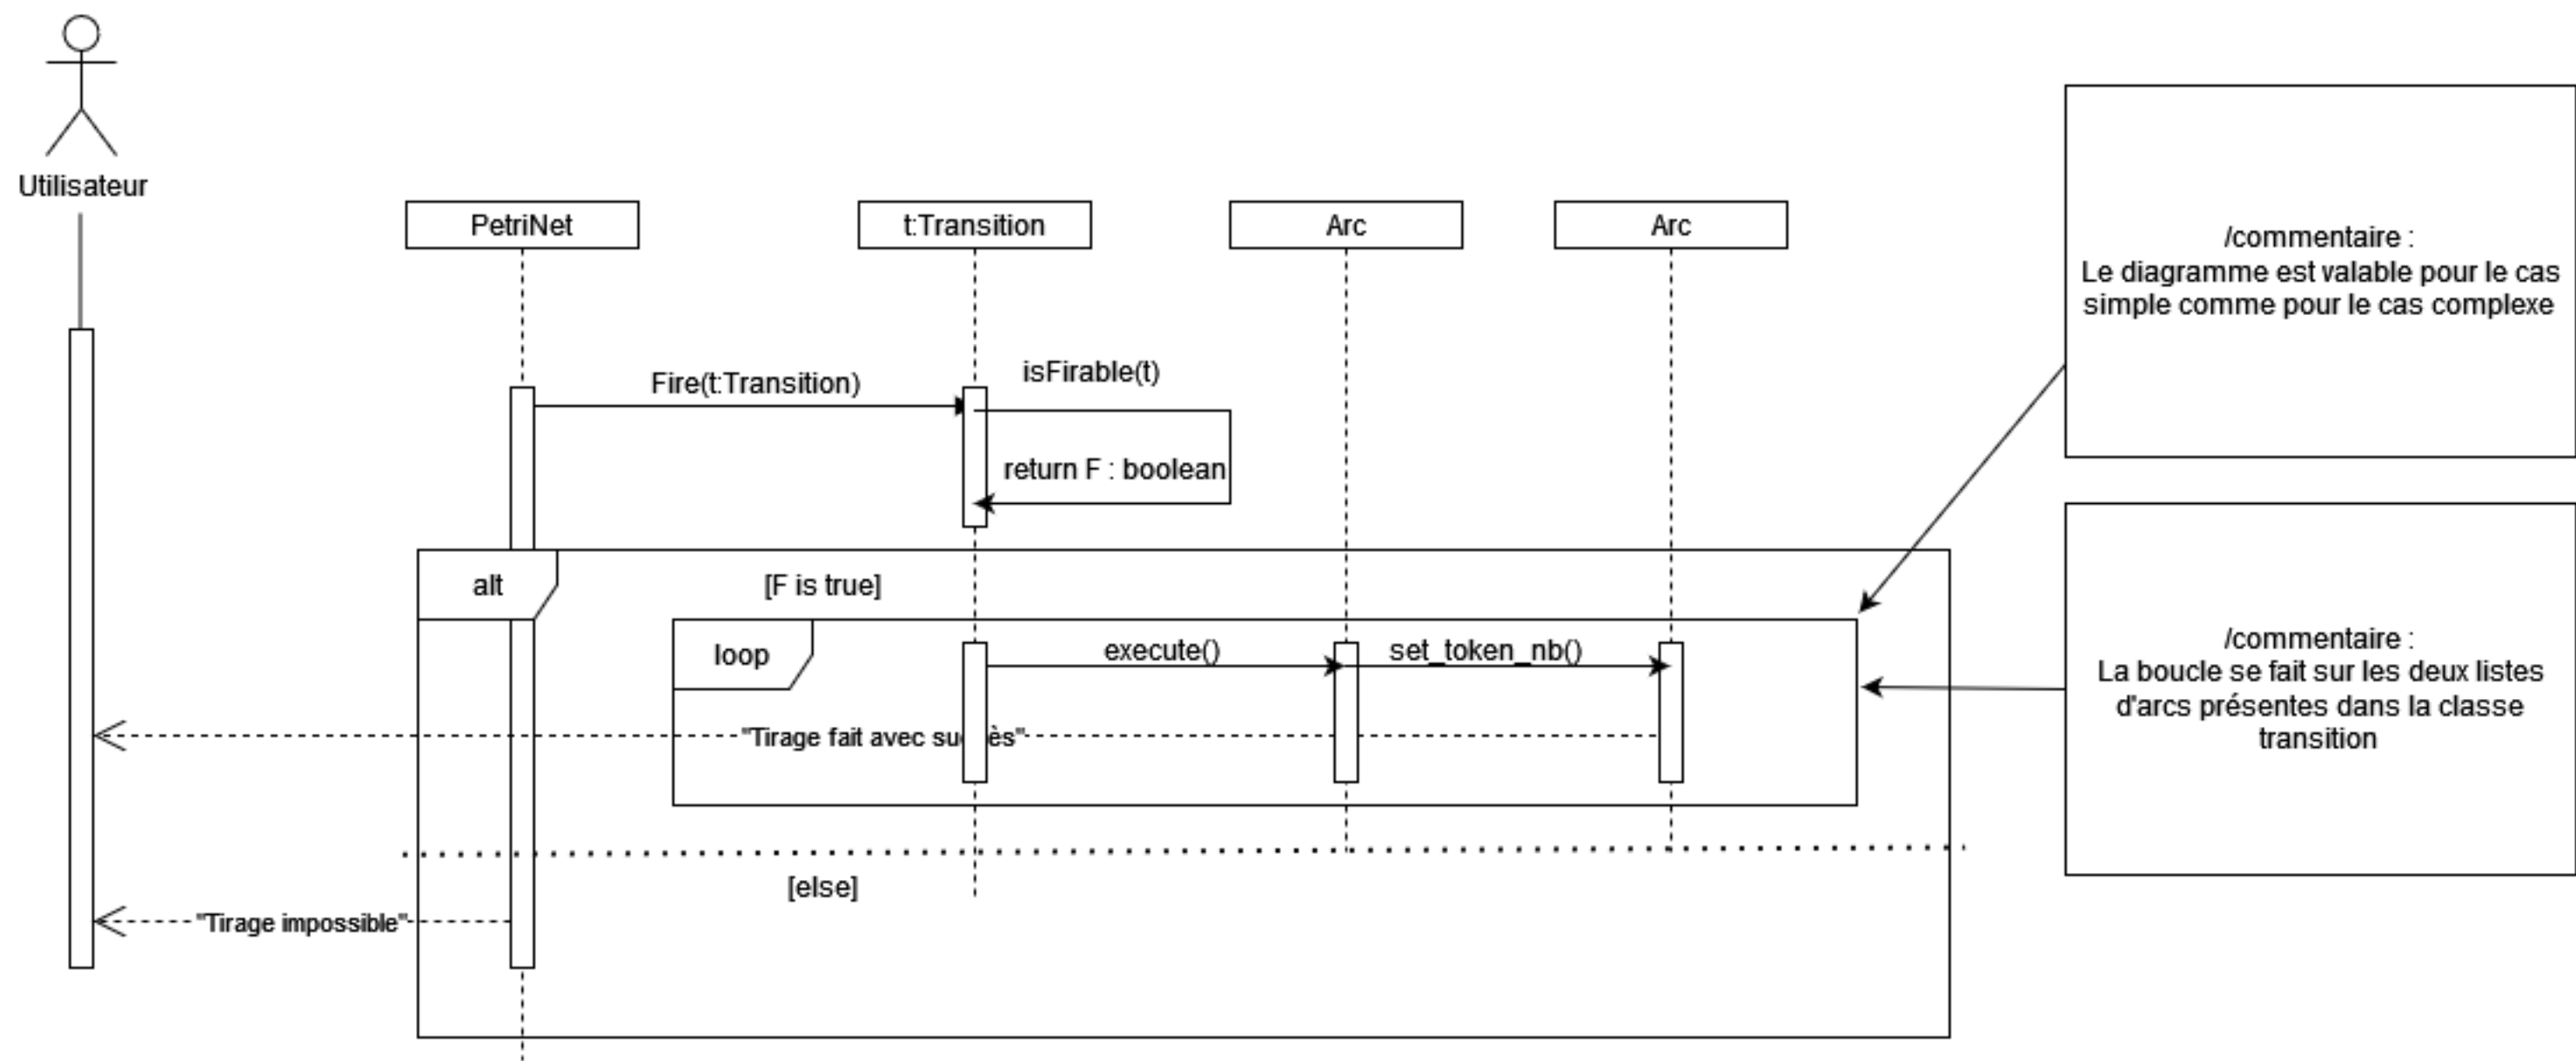 Utilisateur
PetriNet
t:Transition
Arc
Arc
/commentaire :
Le diagramme est valable pour le cas
simple comme pour le cas complexe
Fire(t:Transition)
isFirable(t)
return F : boolean
alt
[F is true]
loop
execute()
set_token_nb()
/commentaire :
La boucle se fait sur les deux listes
d'arcs présentes dans la classe
transition
"Tirage fait avec succès"
[else]
"Tirage impossible"